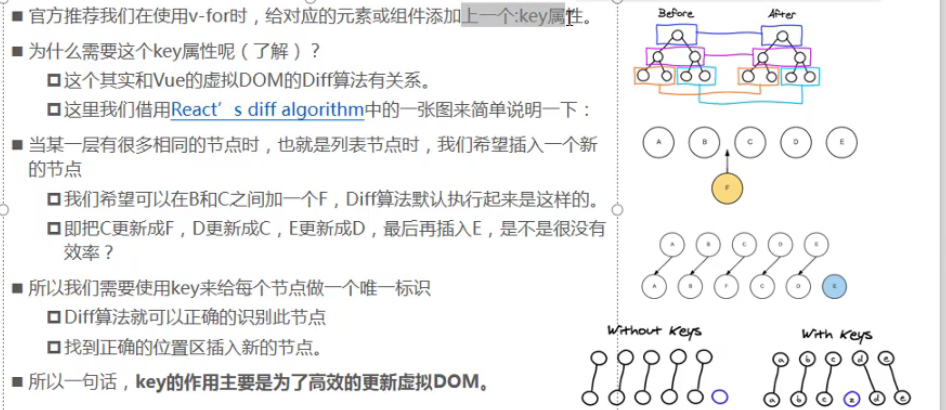 ■ 官方推荐我们在使用v-for时，给对应的元素或组件添加上一个:key属性。
■ 为什么需要这个key属性呢（了解）？
❑ 这个其实和Vue的虚拟DOM的Diff算法有关系。
❑ 这里我们借用React's diff algorithm中的一张图来简单说明一下：
■ 当某一层有很多相同的节点时，也就是列表节点时，我们希望插入一个新
的节点
❑ 我们希望可以在B和C之间加一个F，Diff算法默认执行起来是这样的。
❑ 即把C更新成F，D更新成C，E更新成D，最后再插入E，是不是很没有
效率？
■ 所以我们需要使用key来给每个节点做一个唯一标识
❑ Diff算法就可以正确的识别此节点
❑ 找到正确的位置区插入新的节点。
■ 所以一句话，key的作用主要是为了高效的更新虚拟DOM。
Before After
A B C D E
F
A B C D E
A B F C D E
Without Keys
With Keys
a b c d e
a b c z d e